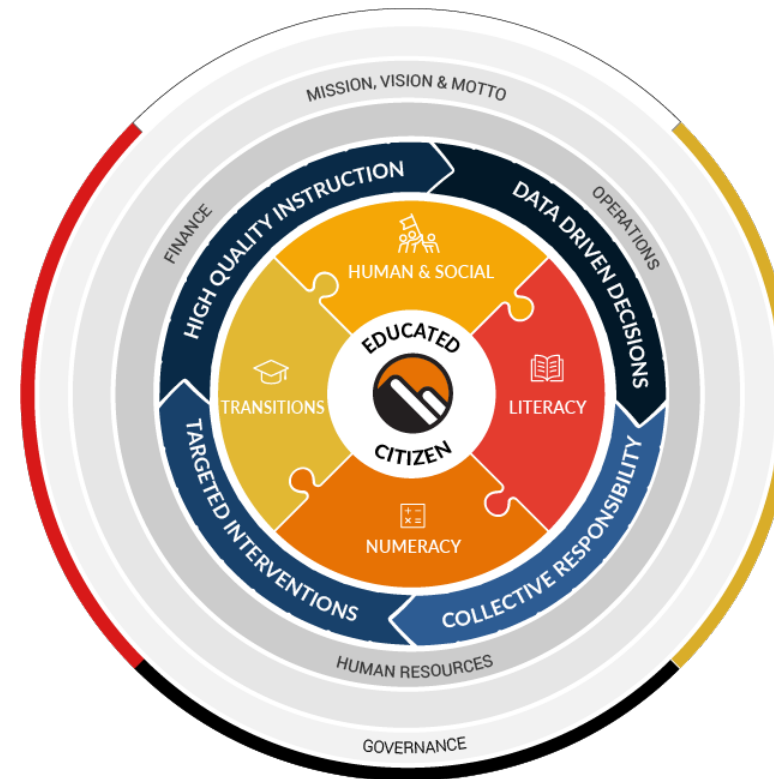 MISSION, VISION & MOTTO
FINANCE
OPERATIONS
HIGH QUALITY INSTRUCTION
DATA DRIVEN DECISIONS
HUMAN & SOCIAL
EDUCATED
CITIZEN
TRANSITIONS
LITERACY
NUMERACY
TARGETED INTERVENTIONS
COLLECTIVE RESPONSIBILITY
HUMAN RESOURCES
GOVERNANCE